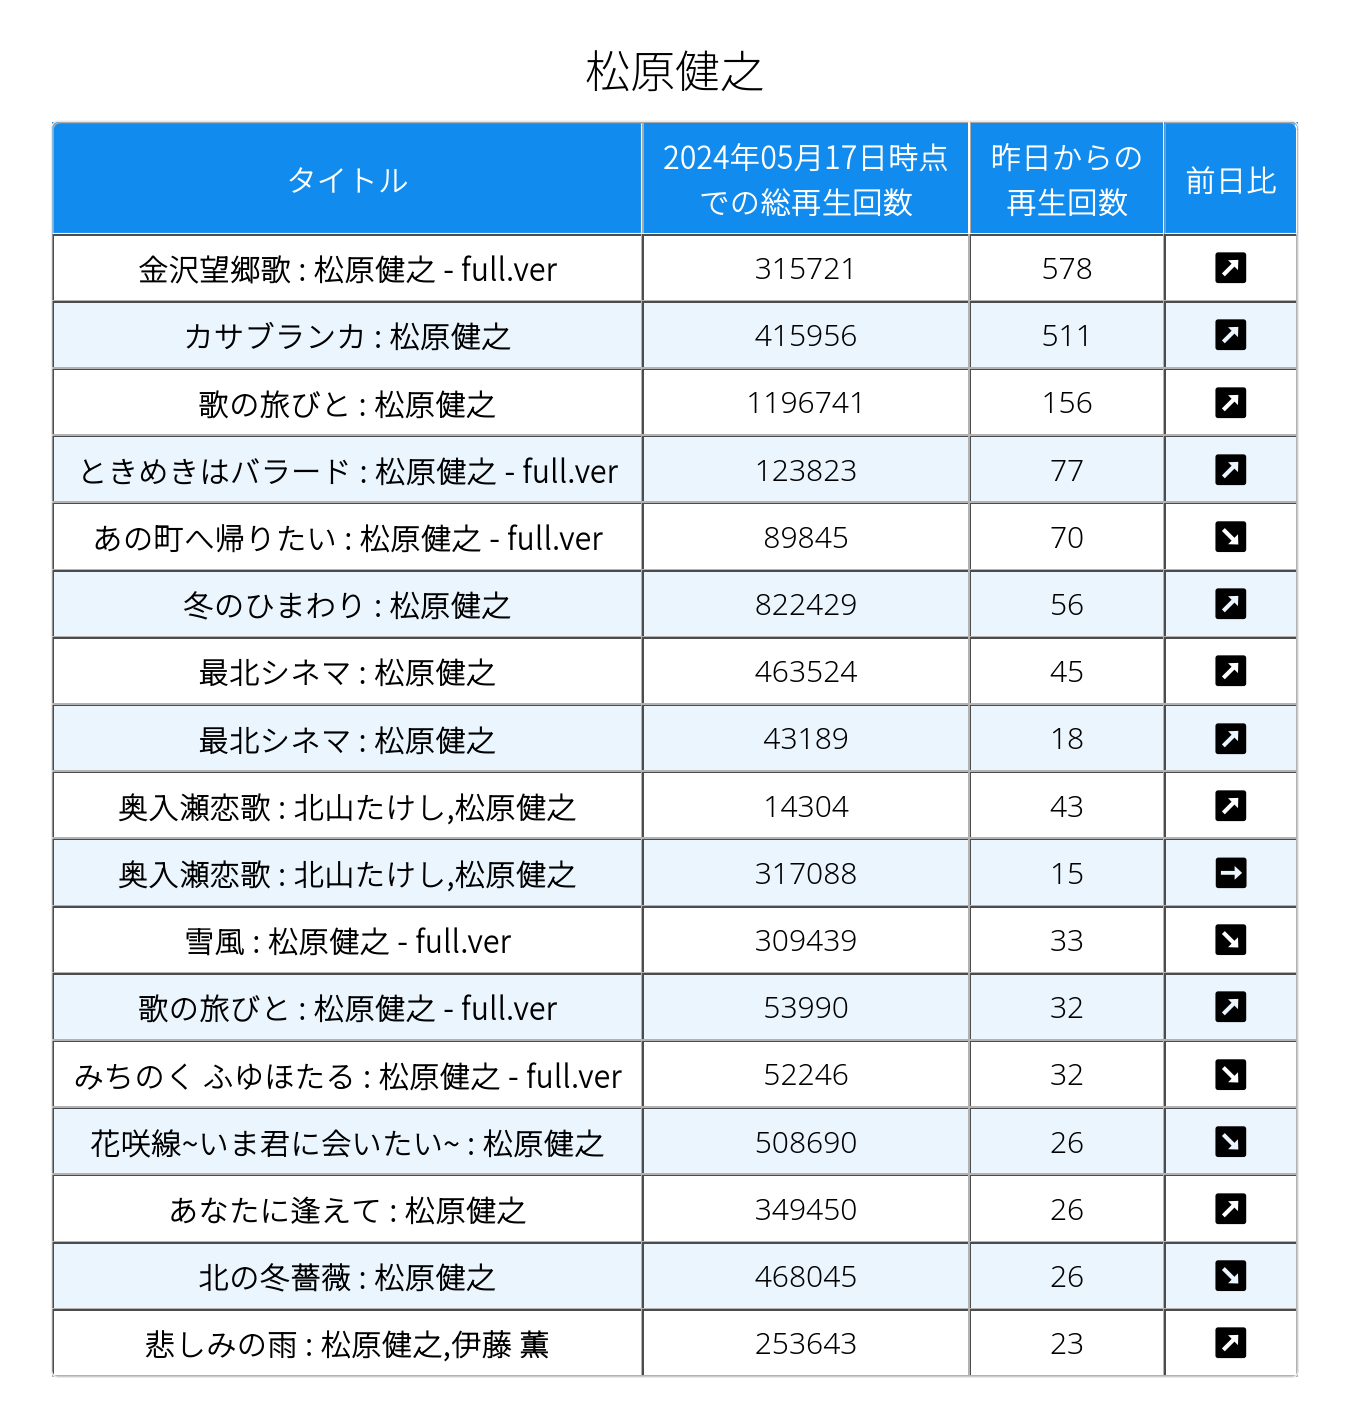 松原健之
タイトル 2024年05月17日時点での総再生回数 昨日からの再生回数 前日比
金沢望郷歌 : 松原健之 - full.ver 315721 578
カサブランカ : 松原健之 415956 511
歌の旅びと : 松原健之 1196741 156
ときめきはバラード : 松原健之 - full.ver 123823 77
あの町へ帰りたい : 松原健之 - full.ver 89845 70
冬のひまわり : 松原健之 822429 56
最北シネマ : 松原健之 463524 45
最北シネマ : 松原健之 43189 18
奥入瀬恋歌 : 北山たけし,松原健之 14304 43
奥入瀬恋歌 : 北山たけし,松原健之 317088 15
雪風 : 松原健之 - full.ver 309439 33
歌の旅びと : 松原健之 - full.ver 53990 32
みちのく ふゆほたる : 松原健之 - full.ver 52246 32
花咲線~いま君に会いたい~ : 松原健之 508690 26
あなたに逢えて : 松原健之 349450 26
北の冬薔薇 : 松原健之 468045 26
悲しみの雨 : 松原健之,伊藤 薫 253643 23